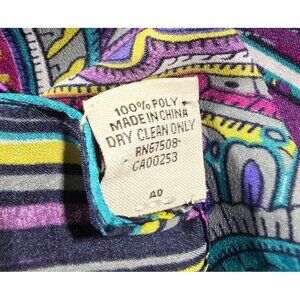 100% POLY
MADE IN CHINA
DRY CLEAN ONLY
RN67508
CA00253